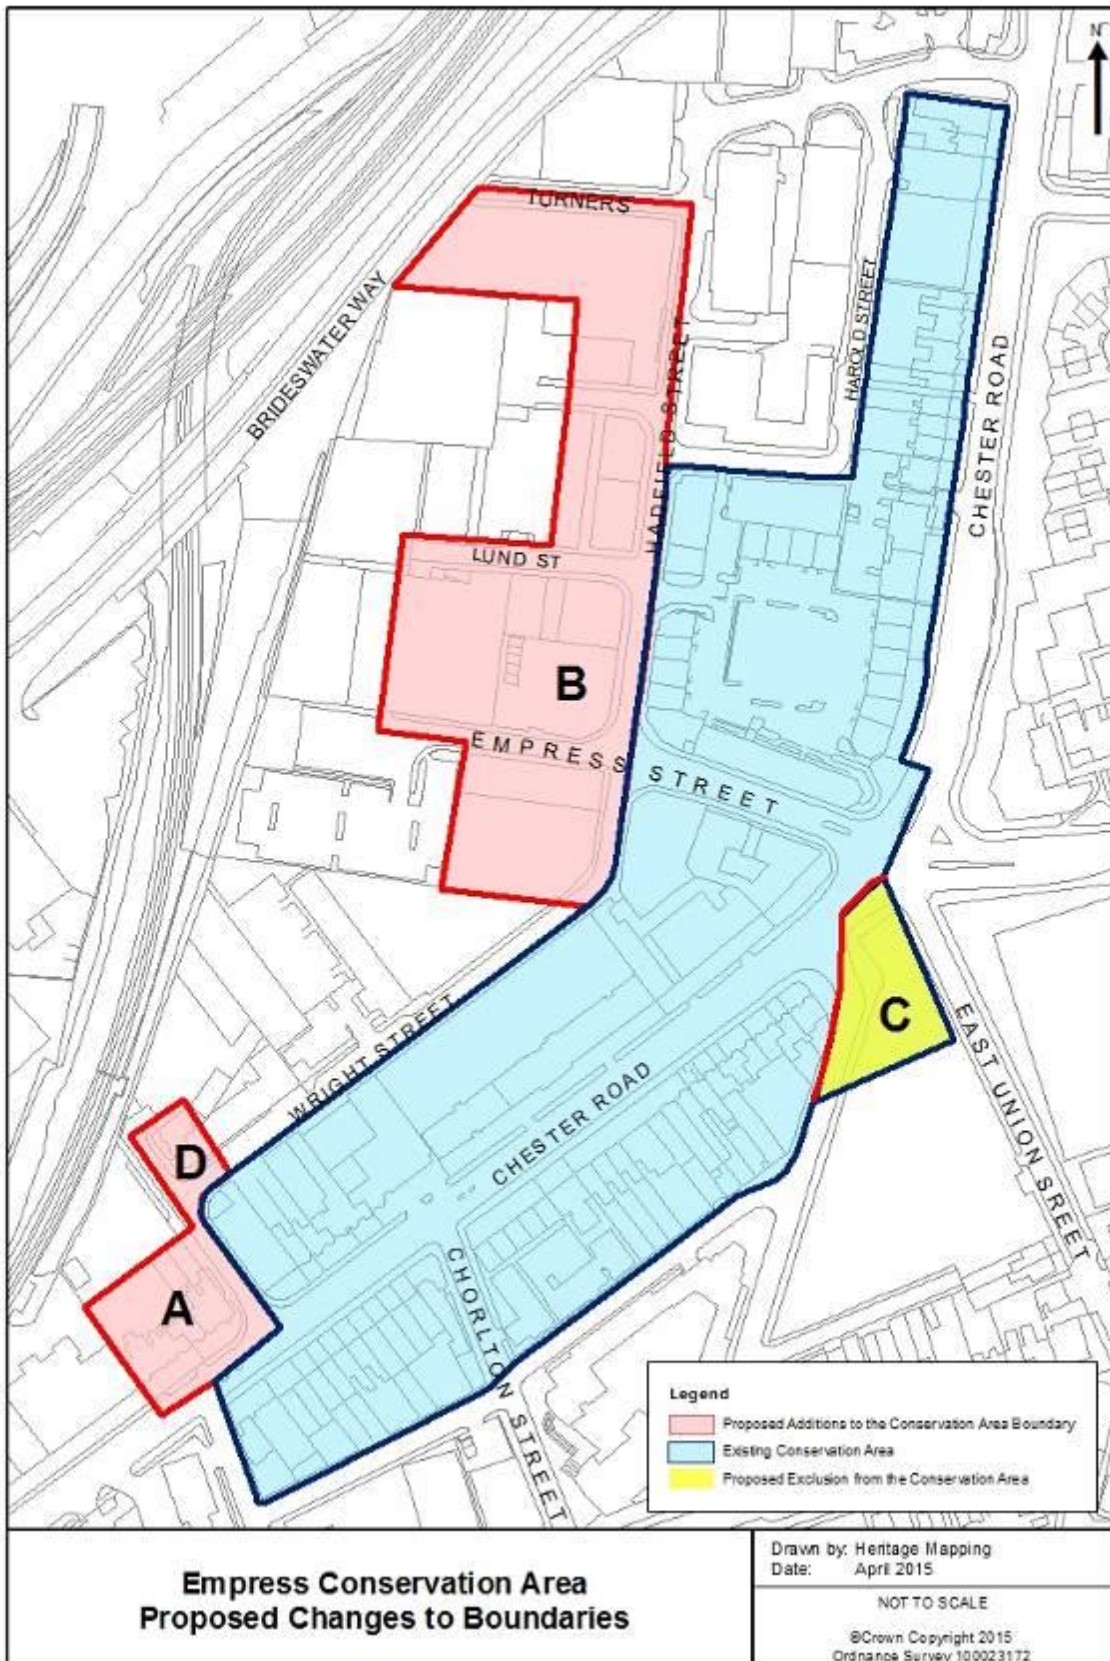 N
TURNERS
BRIDESWATER WAY
HADFIELD STREET
HAROLD STREET
CHESTER ROAD
LUND ST
B
EMPRESS STREET
C
WRIGHT STREET
CHESTER ROAD
EAST UNION SREET
D
A
CHORLTON STREET
Legend
Proposed Additions to the Conservation Area Boundary
Existing Conservation Area
Proposed Exclusion from the Conservation Area
Empress Conservation Area
Proposed Changes to Boundaries
Drawn by: Heritage Mapping
Date: April 2015
NOT TO SCALE
©Crown Copyright 2015
Ordnance Survey 100023172